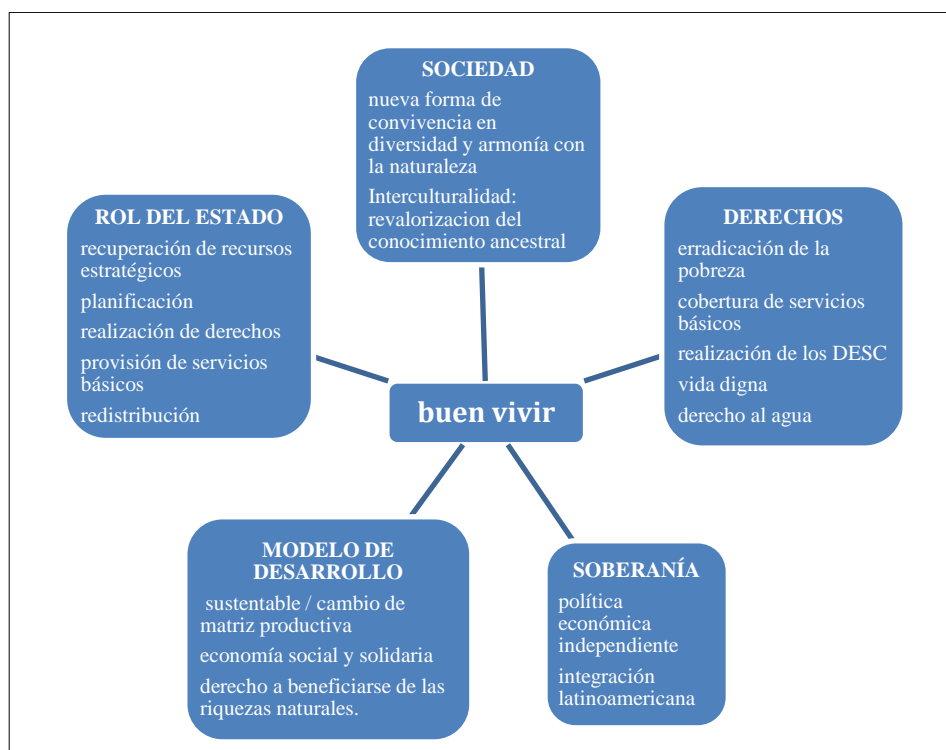 SOCIEDAD
nueva forma de
convivencia en
diversidad y armonía con
la naturaleza
Interculturalidad:
revalorizacion del
conocimiento ancestral
ROL DEL ESTADO
recuperación de recursos
estratégicos
planificación
realización de derechos
provisión de servicios
básicos
redistribución
DERECHOS
erradicación de la
pobreza
cobertura de servicios
básicos
realización de los DESC
vida digna
derecho al agua
buen vivir
MODELO DE
DESARROLLO
sustentable / cambio de
matriz productiva
economía social y solidaria
derecho a beneficiarse de las
riquezas naturales.
SOBERANÍA
política
económica
independiente
integración
latinoamericana